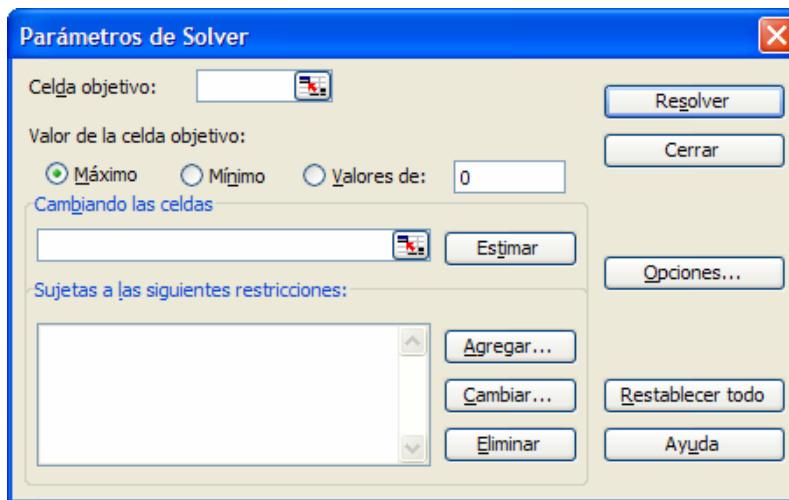 Parámetros de Solver
Celda objetivo:
Resolver
Valor de la celda objetivo:
Cerrar
Máximo Mínimo Valores de: 0
Cambiando las celdas
Estimar
Opciones...
Sujetas a las siguientes restricciones:
Agregar...
Cambiar... Restablecer todo
Eliminar Ayuda